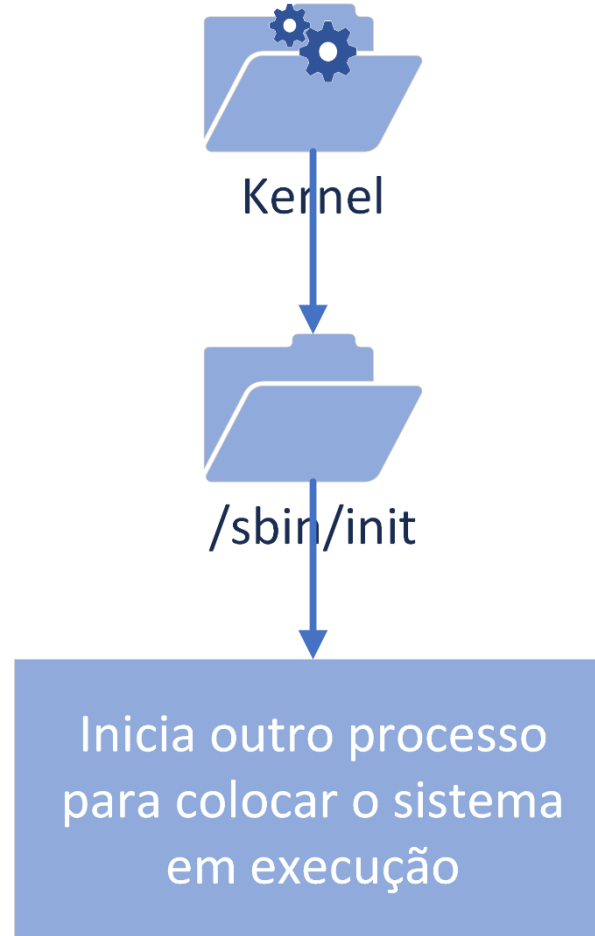 Kernel
/sbin/init
Inicia outro processo
para colocar o sistema
em execução